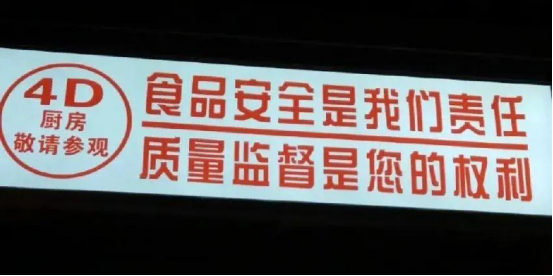 4D
厨房
敬请参观
食品安全是我们责任
质量监督是您的权利